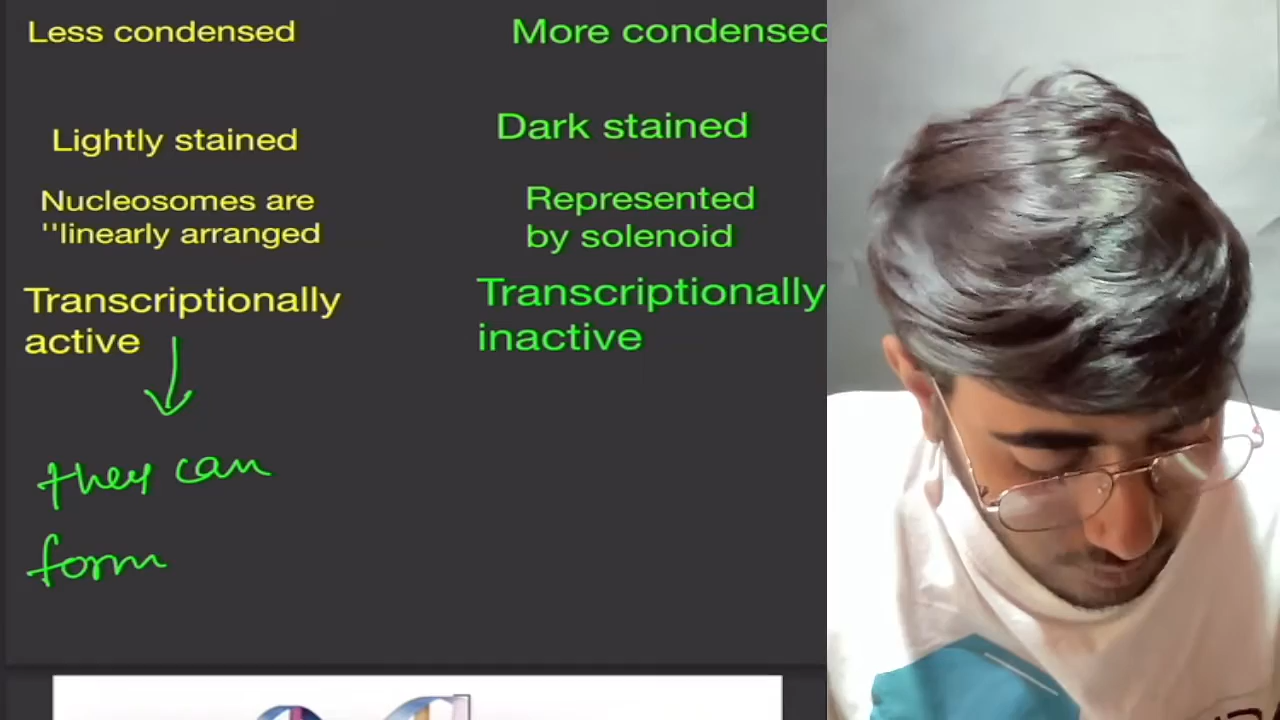 Less condensed
More condensed
Lightly stained
Dark stained
Nucleosomes are
''linearly arranged
Represented
by solenoid
Transcriptionally
active
Transcriptionally
inactive
they can
form